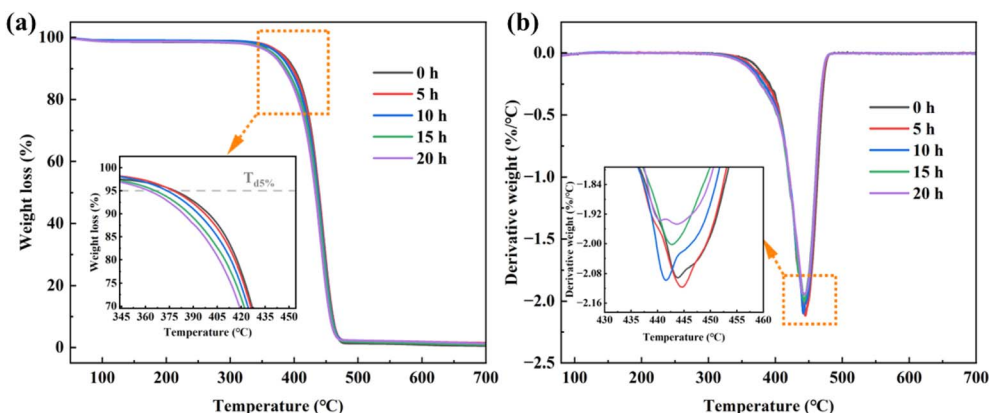 (a)
100
80
60
40
20
0
Weight loss (%)
100 200 300 400 500 600 700
Temperature (℃)
0 h
5 h
10 h
15 h
20 h
100
95
90
85
80
75
70
Weight loss (%)
T d5%
345 360 375 390 405 420 435 450
Temperature (℃)
(b)
0.0
−0.5
−1.0
−1.5
−2.0
−2.5
Derivative weight (%/℃)
100 200 300 400 500 600 700
Temperature (℃)
0 h
5 h
10 h
15 h
20 h
−1.84
−1.92
−2.00
−2.08
−2.16
Derivative weight (%/℃)
430 437 445 453 460
Temperature (℃)